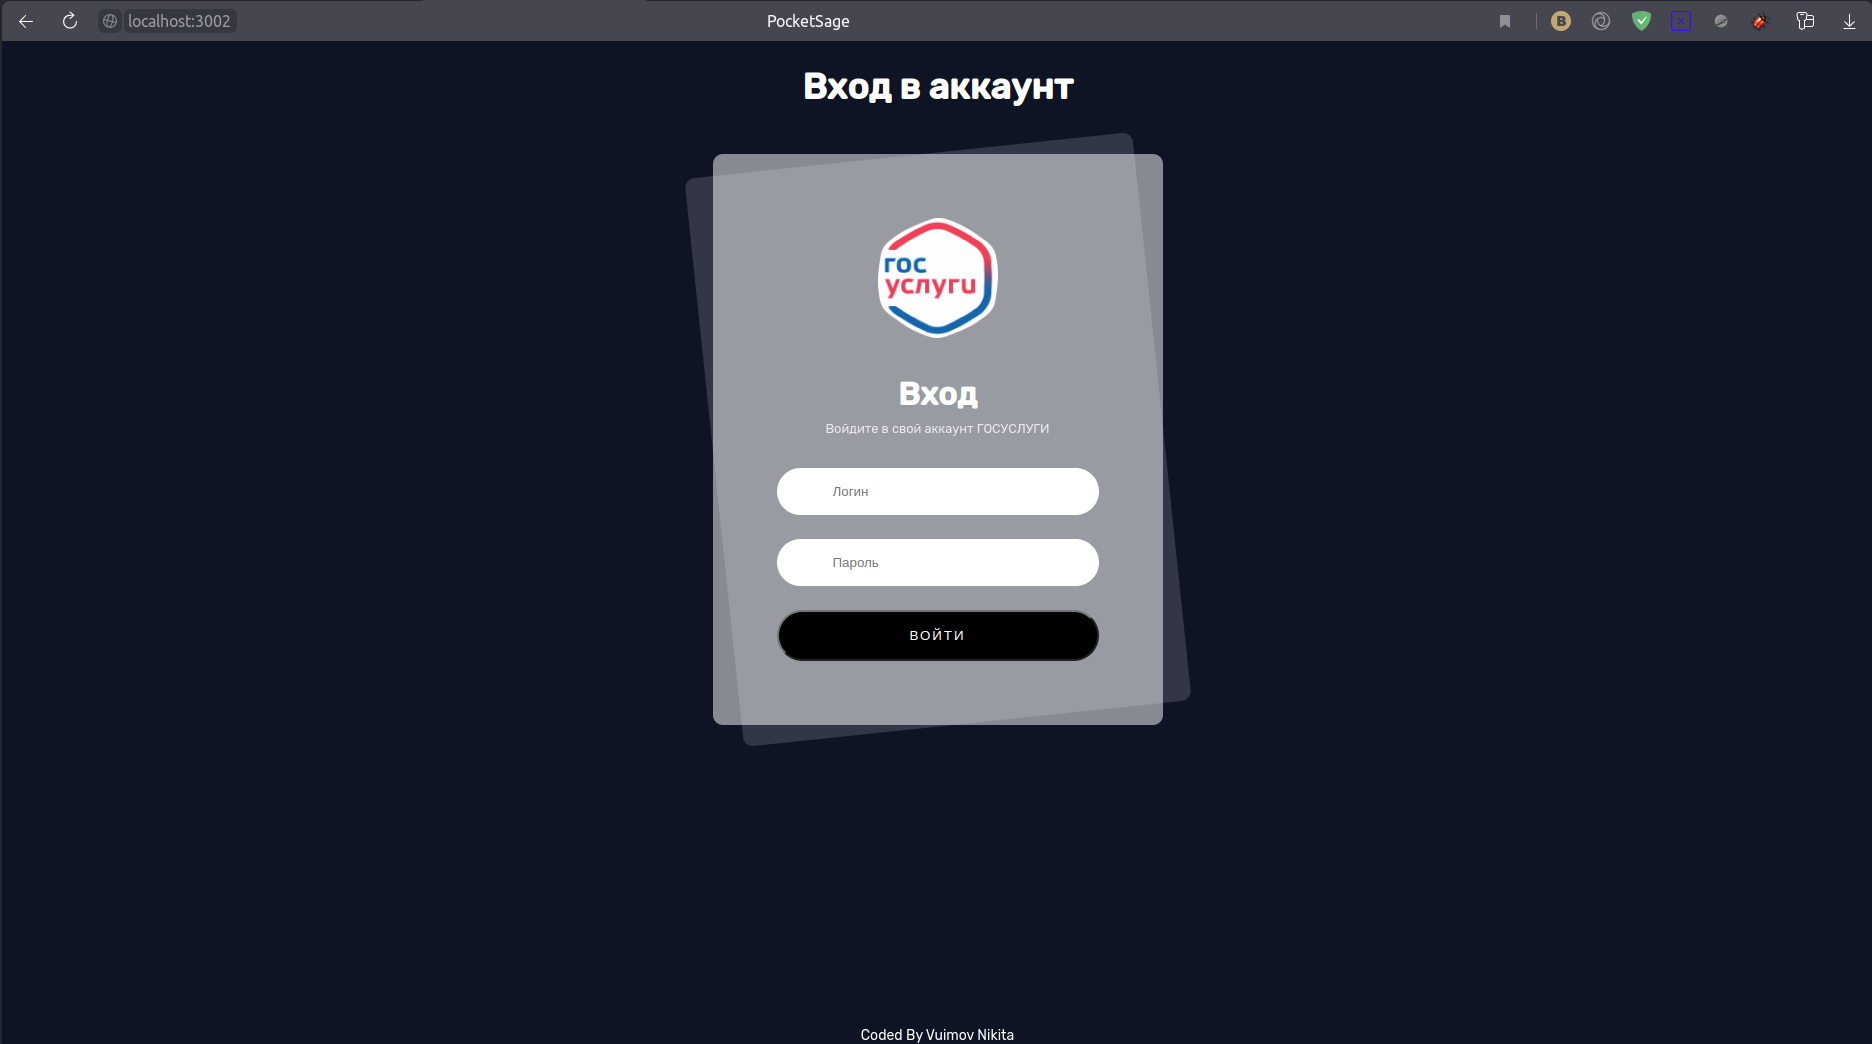 localhost:3002
PocketSage
B
Вход в аккаунт
гос
услуги
Вход
Войдите в свой аккаунт ГОСУСЛУГИ
Логин
Пароль
ВОЙТИ
Coded By Vuimov Nikita